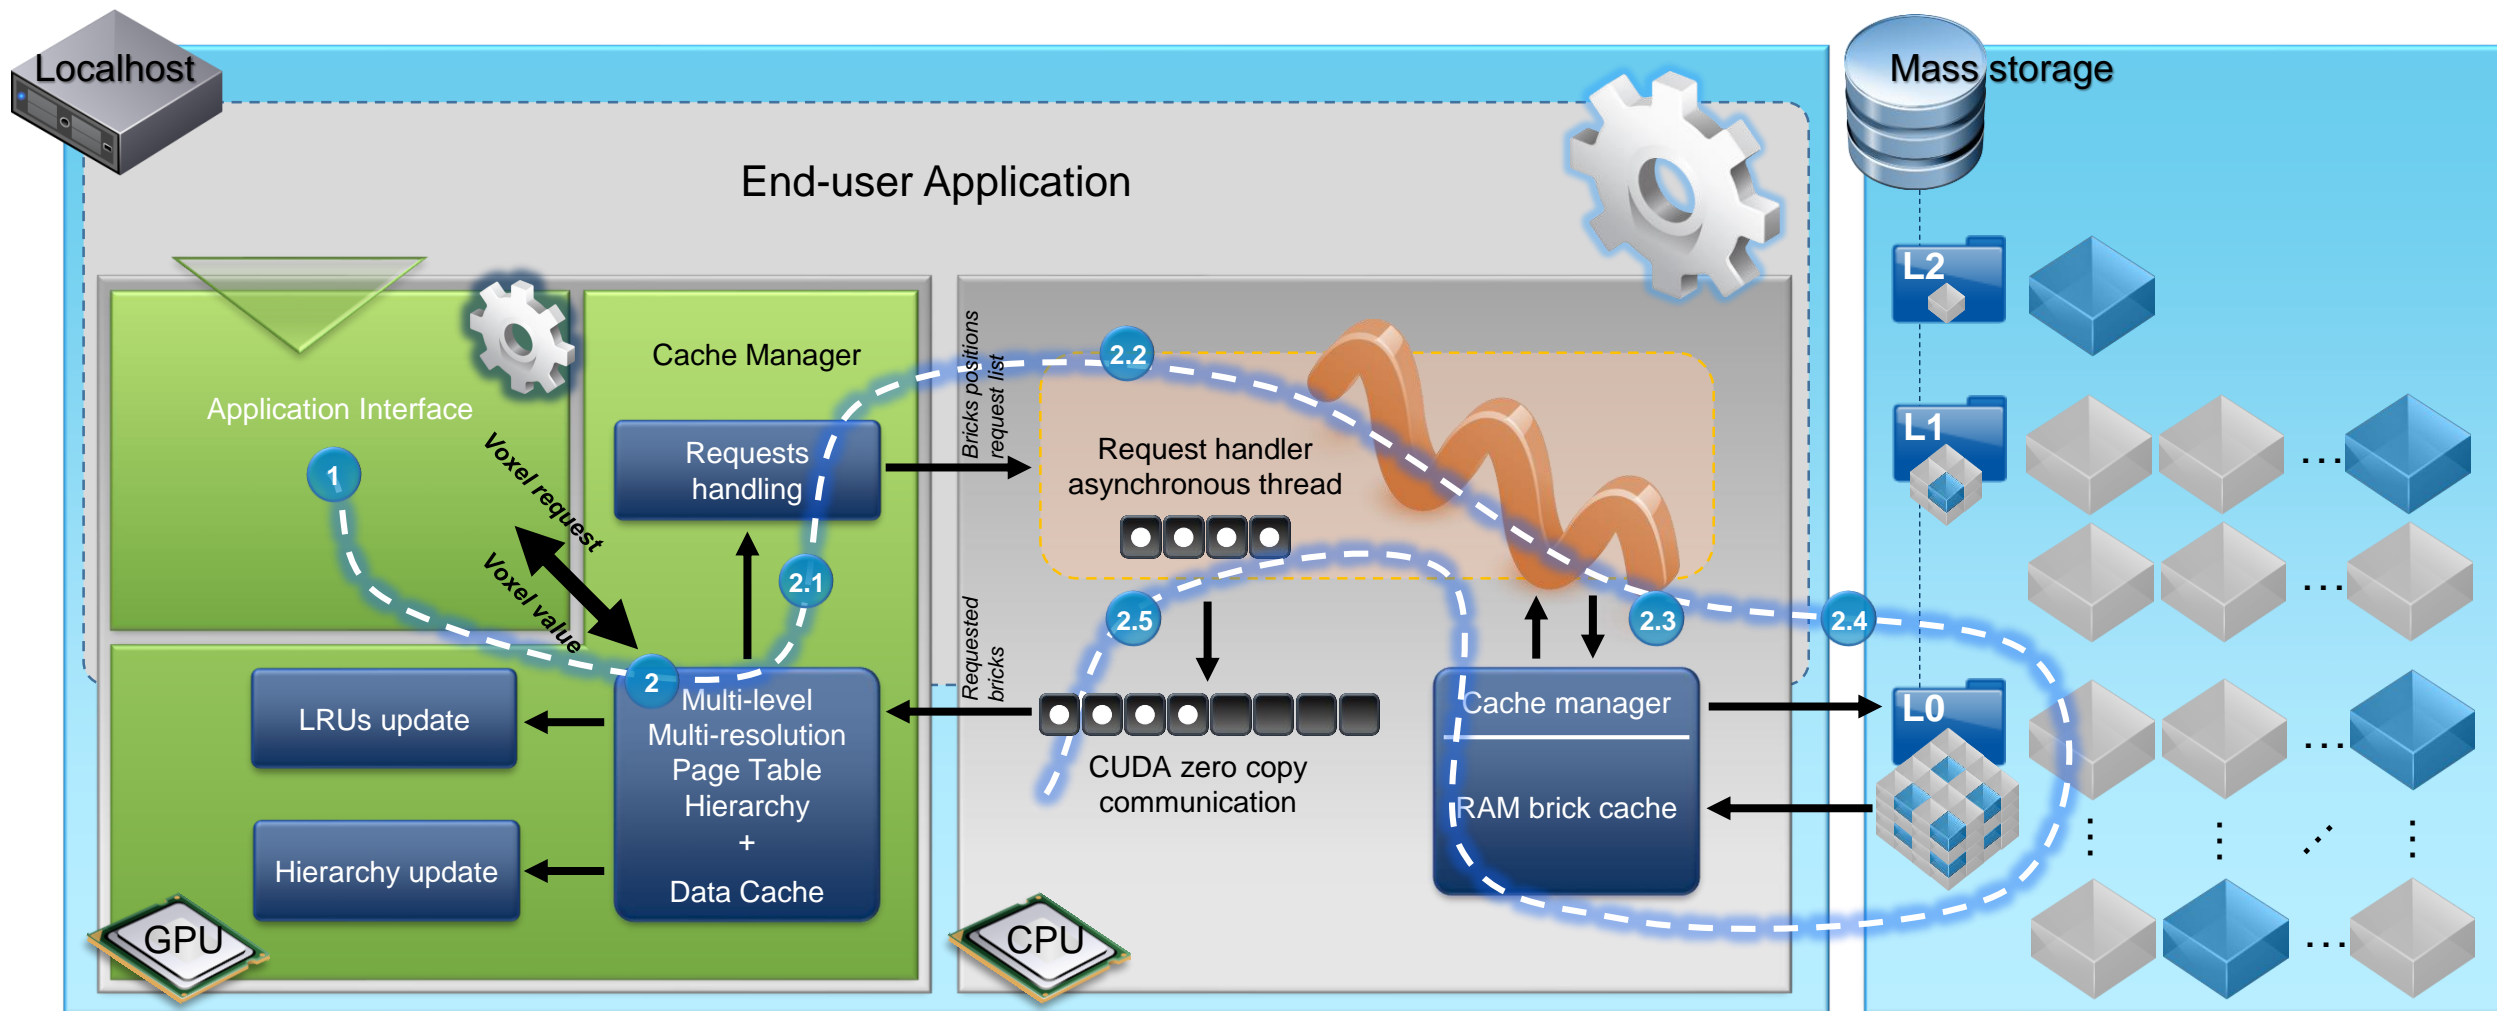 Localhost
Mass storage
End-user Application
L2
Cache Manager
2.2
Bricks positions
request list
Application Interface
L1
Voxel request
Requests
handling
Request handler
asynchronous thread
1
Voxel value
2.1
2.5
2.3
2.4
Requested
bricks
2
LRUs update
Multi-level
Multi-resolution
Page Table
Hierarchy
+
Data Cache
Cache manager
L0
CUDA zero copy
communication
RAM brick cache
Hierarchy update
GPU
CPU